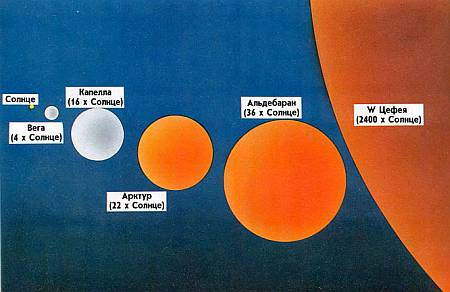 Солнце
Вега
(4 x Солнце)
Капелла
(16 x Солнце)
Арктур
(22 x Солнце)
Альдебаран
(36 x Солнце)
W Цефея
(2400 x Солнце)